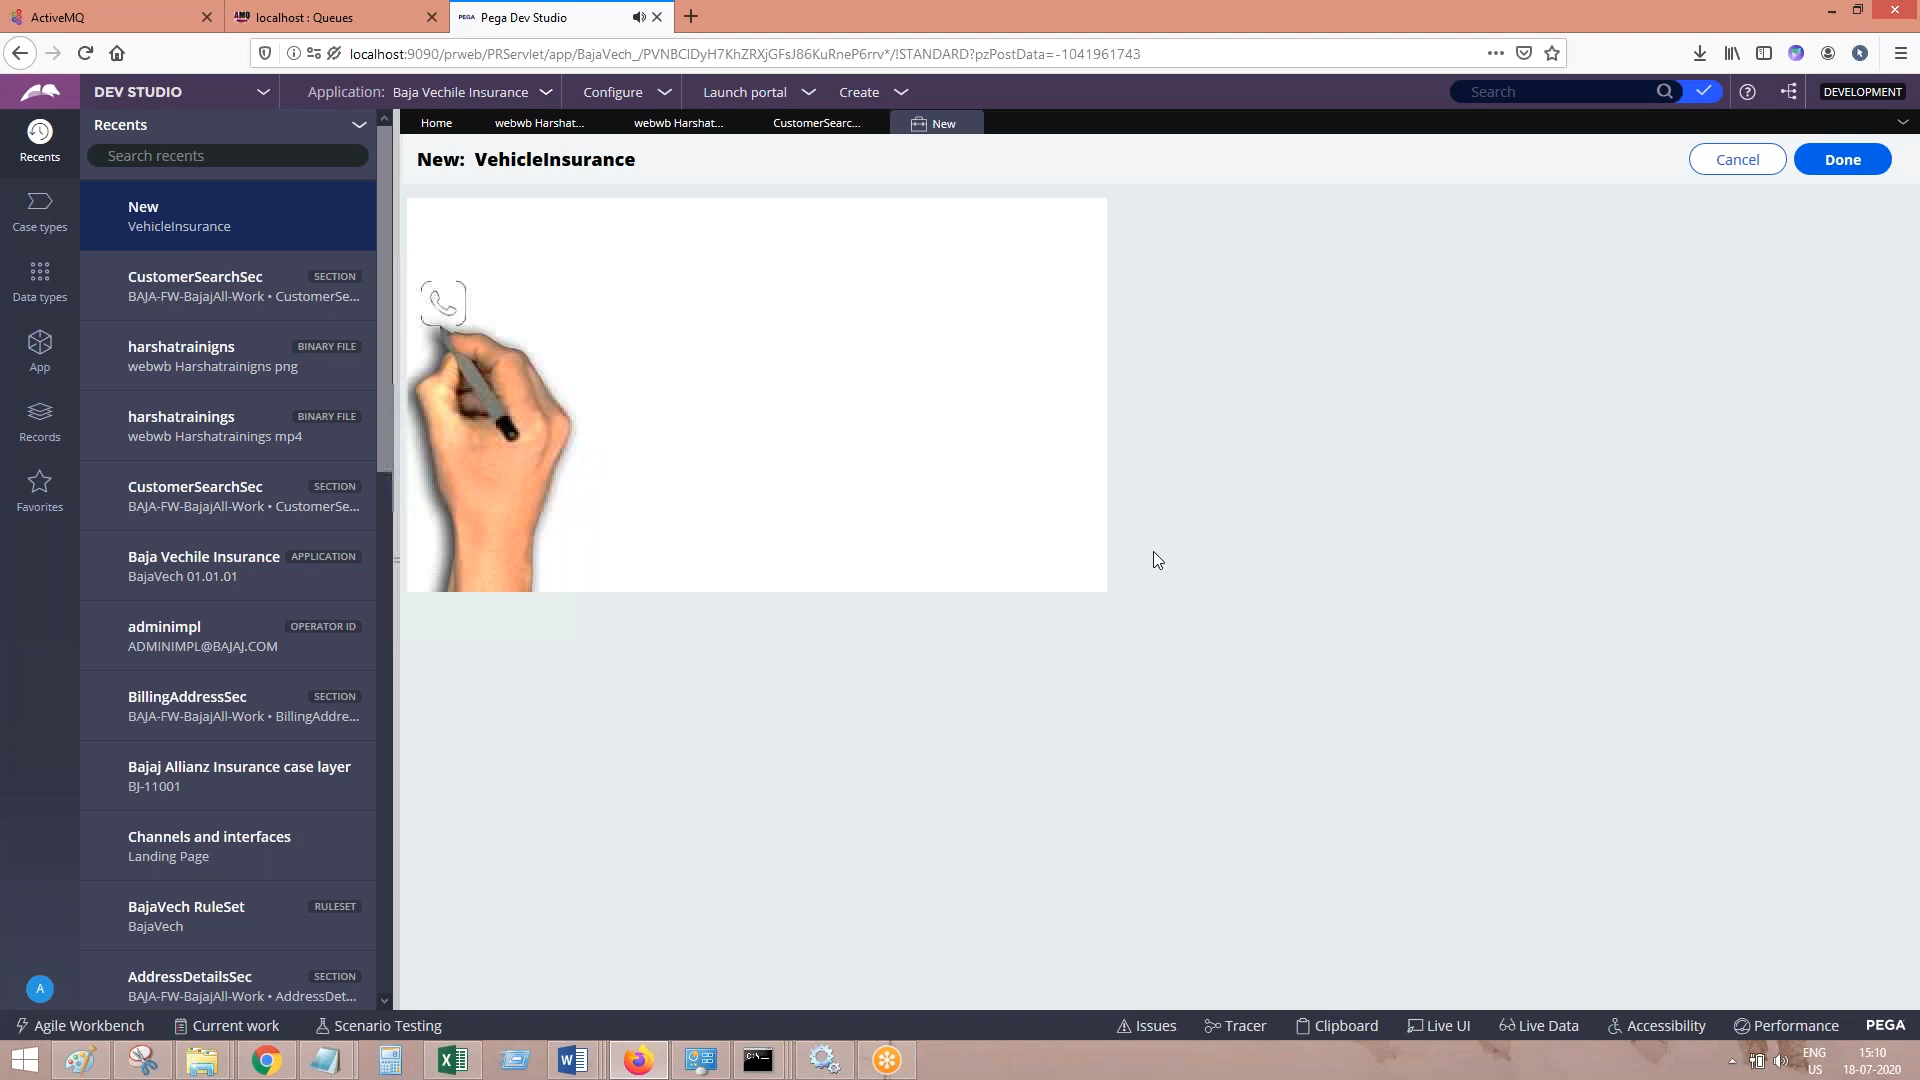 ActiveMQ
localhost : Queues
PEGA Pega Dev Studio
localhost:9090/prweb/PRServlet/app/BajaVech_/PVNBClDyH7KhZRXjGFsJ86KuRneP6rrv*/!STANDARD?pzPostData=-1041961743
DEV STUDIO
Application: Baja Vechile Insurance
Configure
Launch portal
Create
Search
DEVELOPMENT
Recents
Search recents
Home
webwb Harshat...
webwb Harshat...
CustomerSearc...
New
New: VehicleInsurance
Cancel
Done
Recents
Case types
Data types
App
Records
Favorites
A
New
VehicleInsurance
CustomerSearchSec SECTION
BAJA-FW-BajajAll-Work • CustomerSe...
harshatrainigns BINARY FILE
webwb Harshatrainigns png
harshatrainings BINARY FILE
webwb Harshatrainings mp4
CustomerSearchSec SECTION
BAJA-FW-BajajAll-Work • CustomerSe...
Baja Vechile Insurance APPLICATION
BajaVech 01.01.01
adminimpl OPERATOR ID
ADMINIMPL@BAJAJ.COM
BillingAddressSec SECTION
BAJA-FW-BajajAll-Work • BillingAddre...
Bajaj Allianz Insurance case layer
BJ-11001
Channels and interfaces
Landing Page
BajaVech RuleSet RULESET
BajaVech
AddressDetailsSec SECTION
BAJA-FW-BajajAll-Work • AddressDet...
Agile Workbench
Current work
Scenario Testing
Issues
Tracer
Clipboard
Live UI
Live Data
Accessibility
Performance
PEGA
ENG
US
15:10
18-07-2020